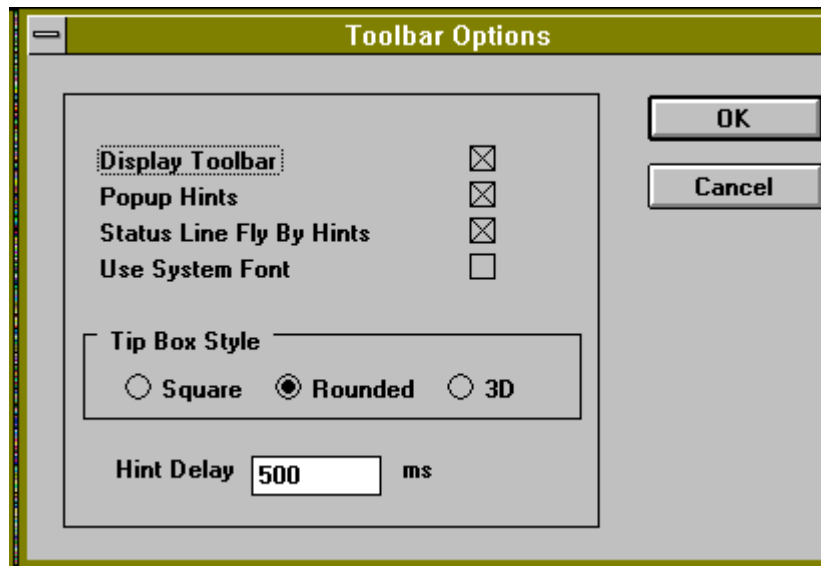 Toolbar Options
Display Toolbar
Popup Hints
Status Line Fly By Hints
Use System Font
Tip Box Style
Square Rounded 3D
Hint Delay 500 ms
OK
Cancel